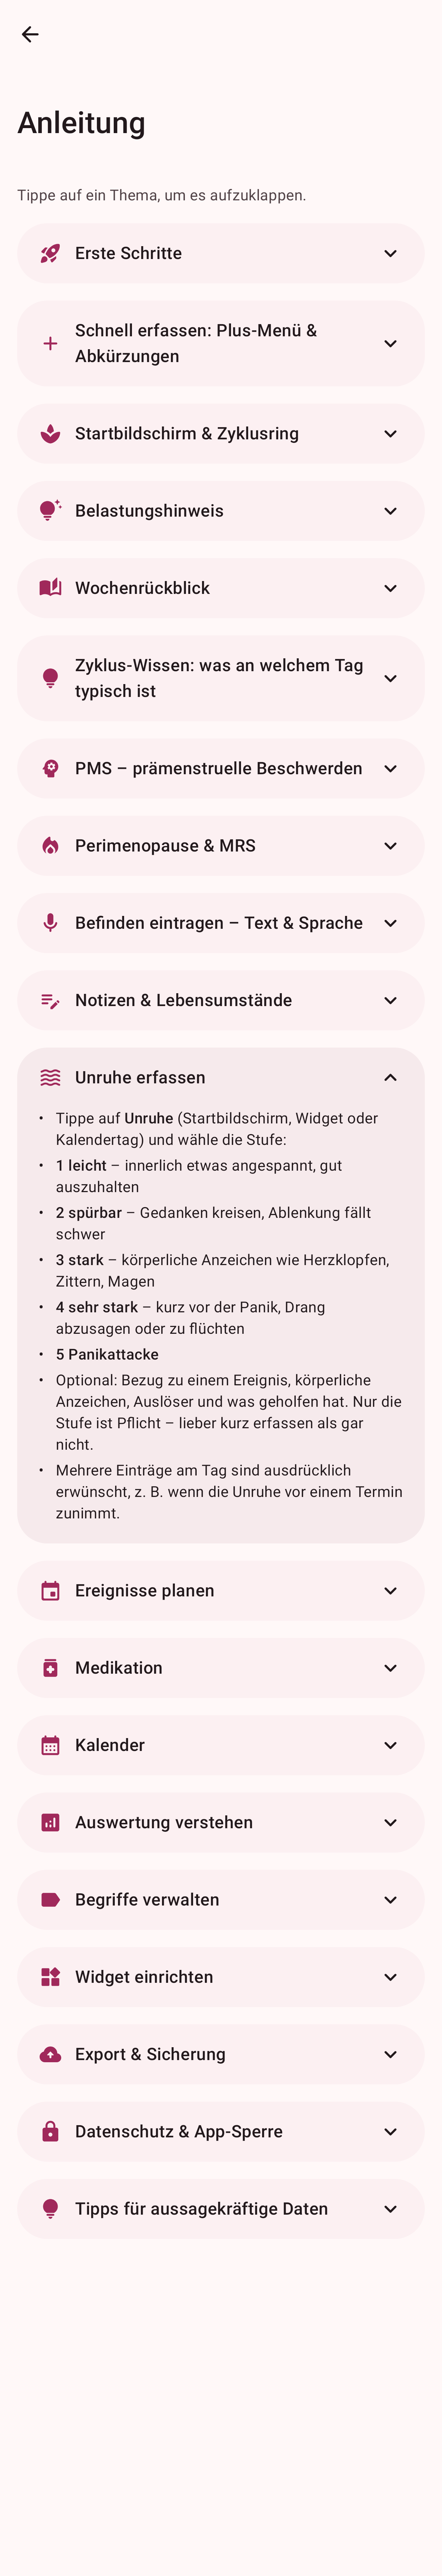 Anleitung
Tippe auf ein Thema, um es aufzuklappen.
Erste Schritte
Schnell erfassen: Plus-Menü &
Abkürzungen
Startbildschirm & Zyklusring
Belastungshinweis
Wochenrückblick
Zyklus-Wissen: was an welchem Tag
typisch ist
PMS – prämenstruelle Beschwerden
Perimenopause & MRS
Befinden eintragen – Text & Sprache
Notizen & Lebensumstände
Unruhe erfassen
• Tippe auf Unruhe (Startbildschirm, Widget oder
Kalendertag) und wähle die Stufe:
• 1 leicht – innerlich etwas angespannt, gut
auszuhalten
• 2 spürbar – Gedanken kreisen, Ablenkung fällt
schwer
• 3 stark – körperliche Anzeichen wie Herzklopfen,
Zittern, Magen
• 4 sehr stark – kurz vor der Panik, Drang
abzusagen oder zu flüchten
• 5 Panikattacke
• Optional: Bezug zu einem Ereignis, körperliche
Anzeichen, Auslöser und was geholfen hat. Nur die
Stufe ist Pflicht – lieber kurz erfassen als gar
nicht.
• Mehrere Einträge am Tag sind ausdrücklich
erwünscht, z. B. wenn die Unruhe vor einem Termin
zunimmt.
Ereignisse planen
Medikation
Kalender
Auswertung verstehen
Begriffe verwalten
Widget einrichten
Export & Sicherung
Datenschutz & App-Sperre
Tipps für aussagekräftige Daten